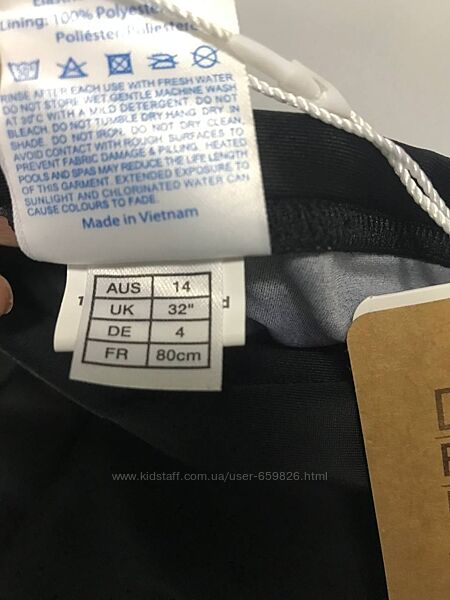 Lining: 100% Polyester
Poliéster, Poliestere
RINSE AFTER EACH USE WITH FRESH WATER
DO NOT STORE WET. GENTLE MACHINE WASH
AT 30°C WITH A MILD DETERGENT. DO NOT
BLEACH. DO NOT TUMBLE DRY. HANG DRY IN
SHADE. DO NOT IRON. DO NOT DRY CLEAN.
AVOID CONTACT WITH ROUGH SURFACES TO
PREVENT FABRIC DAMAGE & PILLING. HEATED
POOLS AND SPAS MAY REDUCE THE LIFE LENGTH
OF THIS GARMENT. EXTENDED EXPOSURE TO
SUNLIGHT AND CHLORINATED WATER CAN
CAUSE COLOURS TO FADE.
Made in Vietnam
AUS 14
UK 32"
DE 4
FR 80cm
www.kidstaff.com.ua/user-659826.html